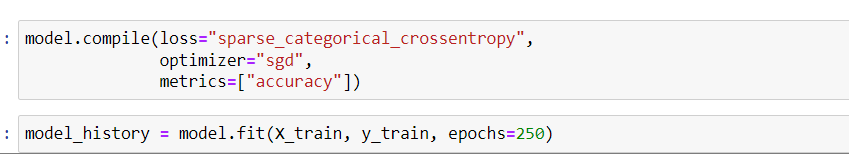 : model.compile(loss="sparse_categorical_crossentropy",
optimizer="sgd",
metrics=["accuracy"])
: model_history = model.fit(X_train, y_train, epochs=250)